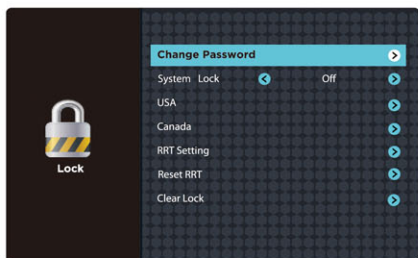 Change Password
System Lock Off
USA
Canada
RRT Setting
Reset RRT
Clear Lock
Lock